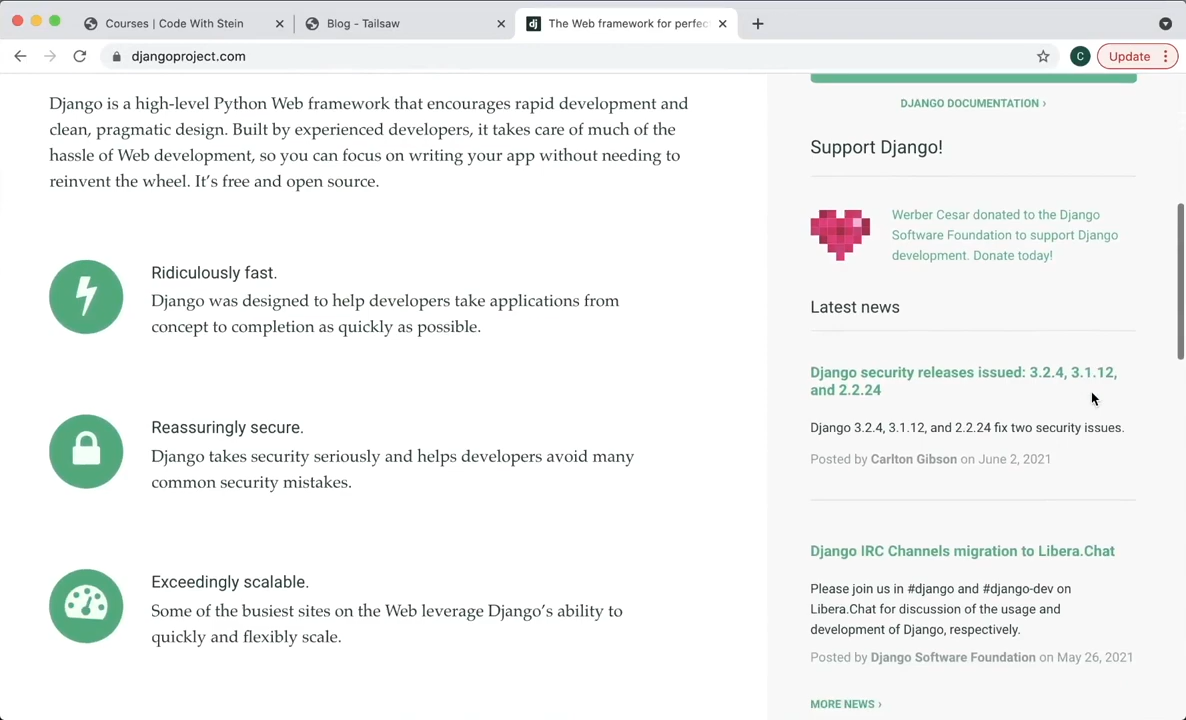 Courses | Code With Stein
Blog - Tailsaw
dj The Web framework for perfec
djangoproject.com
C
Update
Django is a high-level Python Web framework that encourages rapid development and
clean, pragmatic design. Built by experienced developers, it takes care of much of the
hassle of Web development, so you can focus on writing your app without needing to
reinvent the wheel. It’s free and open source.
Ridiculously fast.
Django was designed to help developers take applications from
concept to completion as quickly as possible.
Reassuringly secure.
Django takes security seriously and helps developers avoid many
common security mistakes.
Exceedingly scalable.
Some of the busiest sites on the Web leverage Django’s ability to
quickly and flexibly scale.
DJANGO DOCUMENTATION ›
Support Django!
Werber Cesar donated to the Django
Software Foundation to support Django
development. Donate today!
Latest news
Django security releases issued: 3.2.4, 3.1.12,
and 2.2.24
Django 3.2.4, 3.1.12, and 2.2.24 fix two security issues.
Posted by Carlton Gibson on June 2, 2021
Django IRC Channels migration to Libera.Chat
Please join us in #django and #django-dev on
Libera.Chat for discussion of the usage and
development of Django, respectively.
Posted by Django Software Foundation on May 26, 2021
MORE NEWS ›